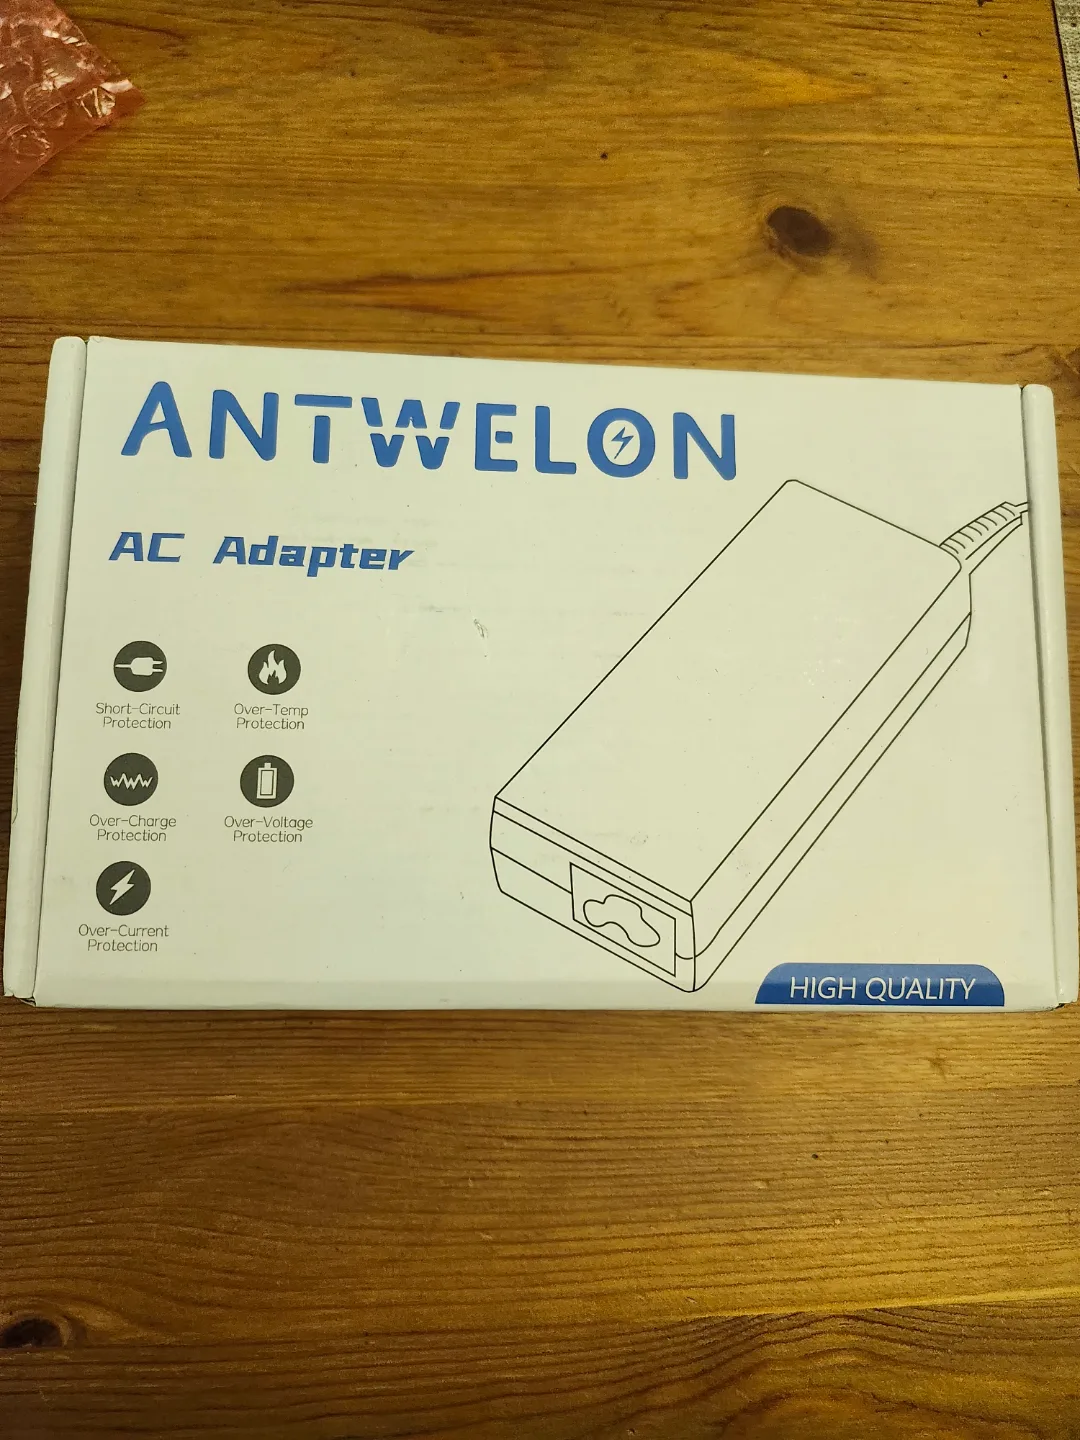 ANTWELON
AC Adapter
Short-Circuit
Protection
Over-Temp
Protection
Over-Charge
Protection
Over-Voltage
Protection
Over-Current
Protection
HIGH QUALITY